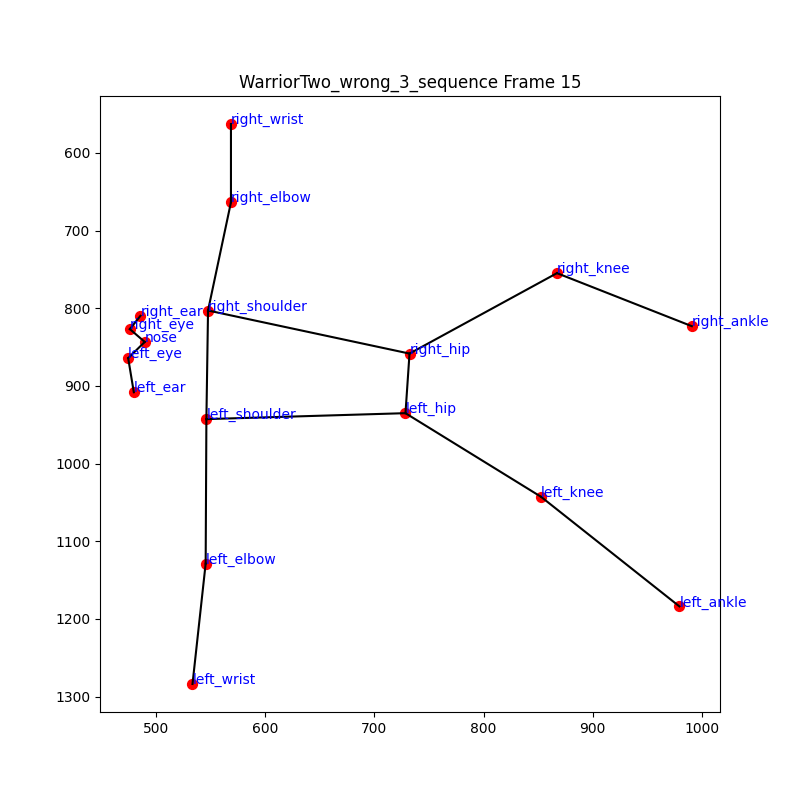 WarriorTwo_wrong_3_sequence Frame 15
right_wrist
600
right_elbow
700
right_knee
800
right_shoulder
right_ear
right_ankle
right_eye
nose
right_hip
left_eye
left_ear
900
left_hip
left_shoulder
1000
left_knee
1100
left_elbow
1200
left_ankle
left_wrist
1300
500 600 700 800 900 1000